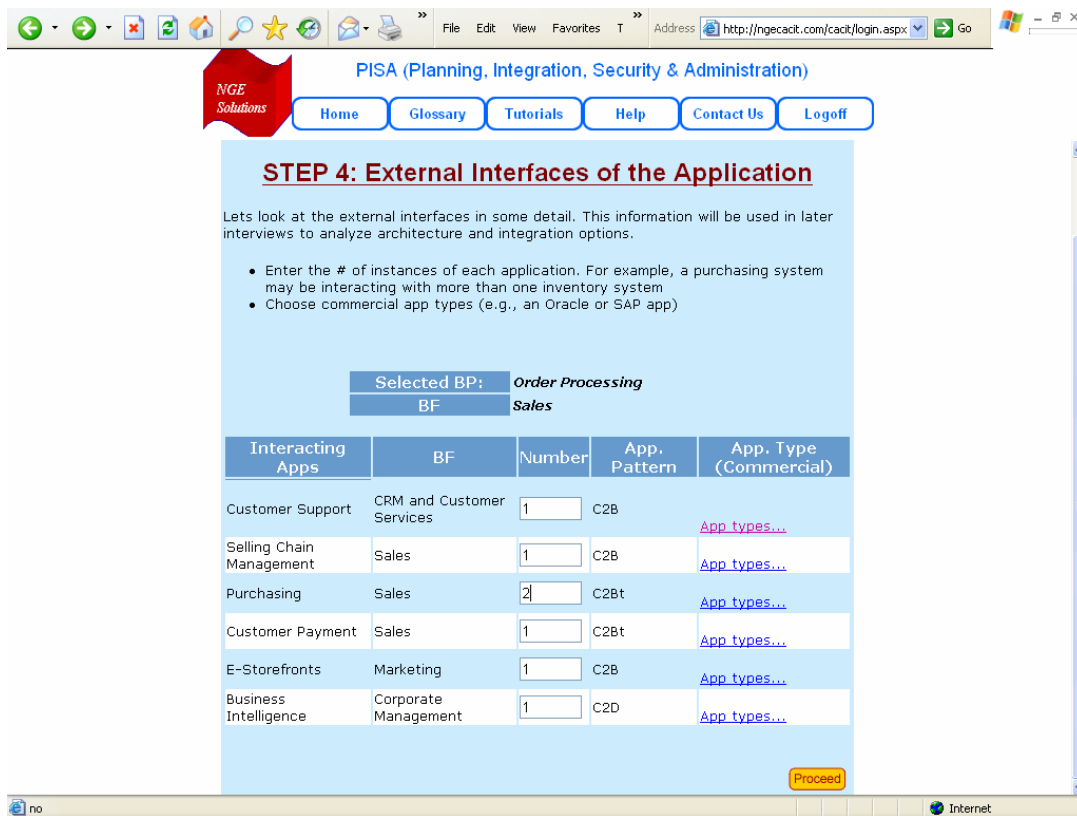 » File Edit View Favorites T » Address http://ngecacit.com/cacit/login.aspx Go
NGE
Solutions
PISA (Planning, Integration, Security & Administration)
Home Glossary Tutorials Help Contact Us Logoff
STEP 4: External Interfaces of the Application
Lets look at the external interfaces in some detail. This information will be used in later
interviews to analyze architecture and integration options.
• Enter the # of instances of each application. For example, a purchasing system
may be interacting with more than one inventory system
• Choose commercial app types (e.g., an Oracle or SAP app)
Selected BP: Order Processing
BF Sales
Interacting
Apps
BF
Number
App.
Pattern
App. Type
(Commercial)
Customer Support
CRM and Customer
Services
1
C2B
App types...
Selling Chain
Management
Sales
1
C2B
App types...
Purchasing
Sales
2
C2Bt
App types...
Customer Payment
Sales
1
C2Bt
App types...
E-Storefronts
Marketing
1
C2B
App types...
Business
Intelligence
Corporate
Management
1
C2D
App types...
Proceed
no
Internet